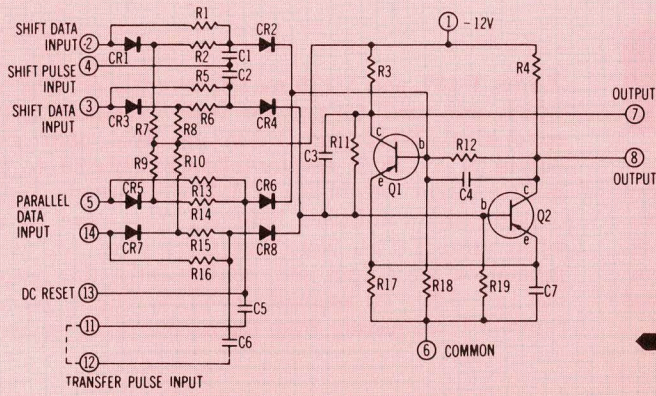 SHIFT DATA INPUT 2
SHIFT PULSE INPUT 4
SHIFT DATA INPUT 3
PARALLEL DATA INPUT 5
14
DC RESET 13
11
12
TRANSFER PULSE INPUT
R1
CR1
R2
C1
CR2
C2
R5
CR3
R6
CR4
R7
R8
R9
R10
CR5
R13
R14
CR6
CR7
R15
CR8
R16
C5
C6
1 -12V
R3
R4
OUTPUT
7
8
OUTPUT
C3
R11
c
b
e
Q1
R12
C4
b
c
e
Q2
R17
R18
R19
C7
6 COMMON